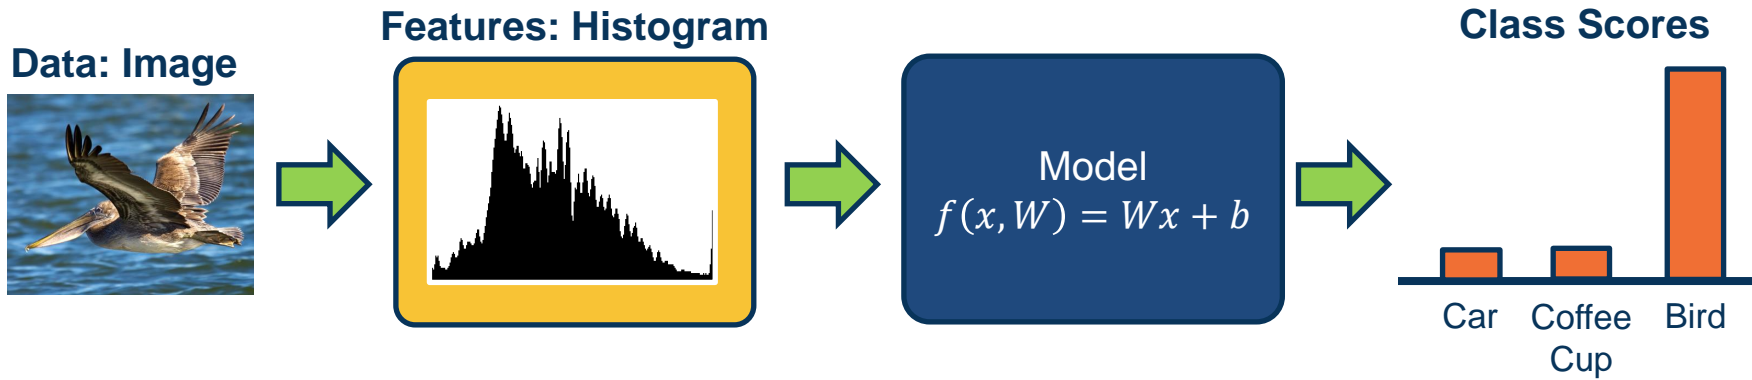 Data: Image
Features: Histogram
Model
f(x, W) = Wx + b
Class Scores
Car
Coffee
Cup
Bird